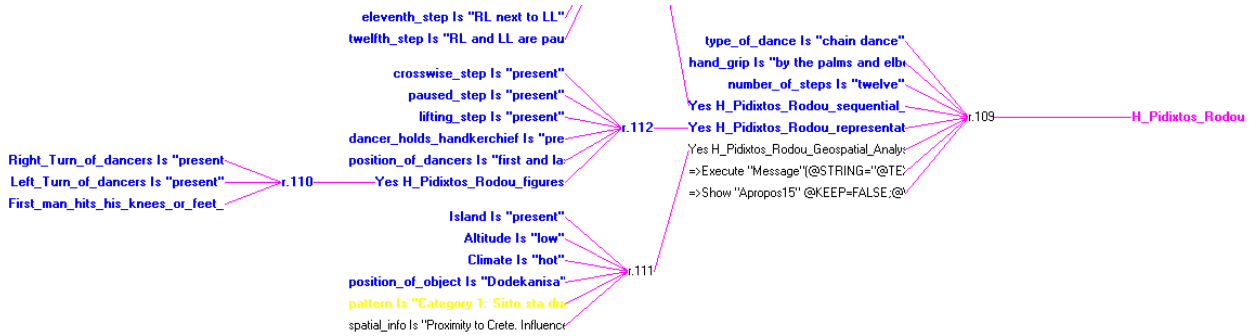 eleventh_step Is "RL next to LL"
twelfth_step Is "RL and LL are pau
type_of_dance Is "chain dance"
hand_grip Is "by the palms and elb
number_of_steps Is "twelve"
Yes H_Pidixtos_Rodou_sequential_
Yes H_Pidixtos_Rodou_representat
Yes H_Pidixtos_Rodou_Geospatial_Analy
=>Execute "Message"(@STRING="@TE
=>Show "Apropos15" @KEEP=FALSE;@
r.109
H_Pidixtos_Rodou
crosswise_step Is "present"
paused_step Is "present"
lifting_step Is "present"
dancer_holds_handkerchief Is "pre
position_of_dancers Is "first and la
Yes H_Pidixtos_Rodou_figures
r.112
Right_Turn_of_dancers Is "present
Left_Turn_of_dancers Is "present"
First_man_hits_his_knees_or_feet_
r.110
Island Is "present"
Altitude Is "low"
Climate Is "hot"
position_of_object Is "Dodekanisa"
pattern Is "Category 1: Sirto sta du
spatial_info Is "Proximity to Crete. Influence
r.111